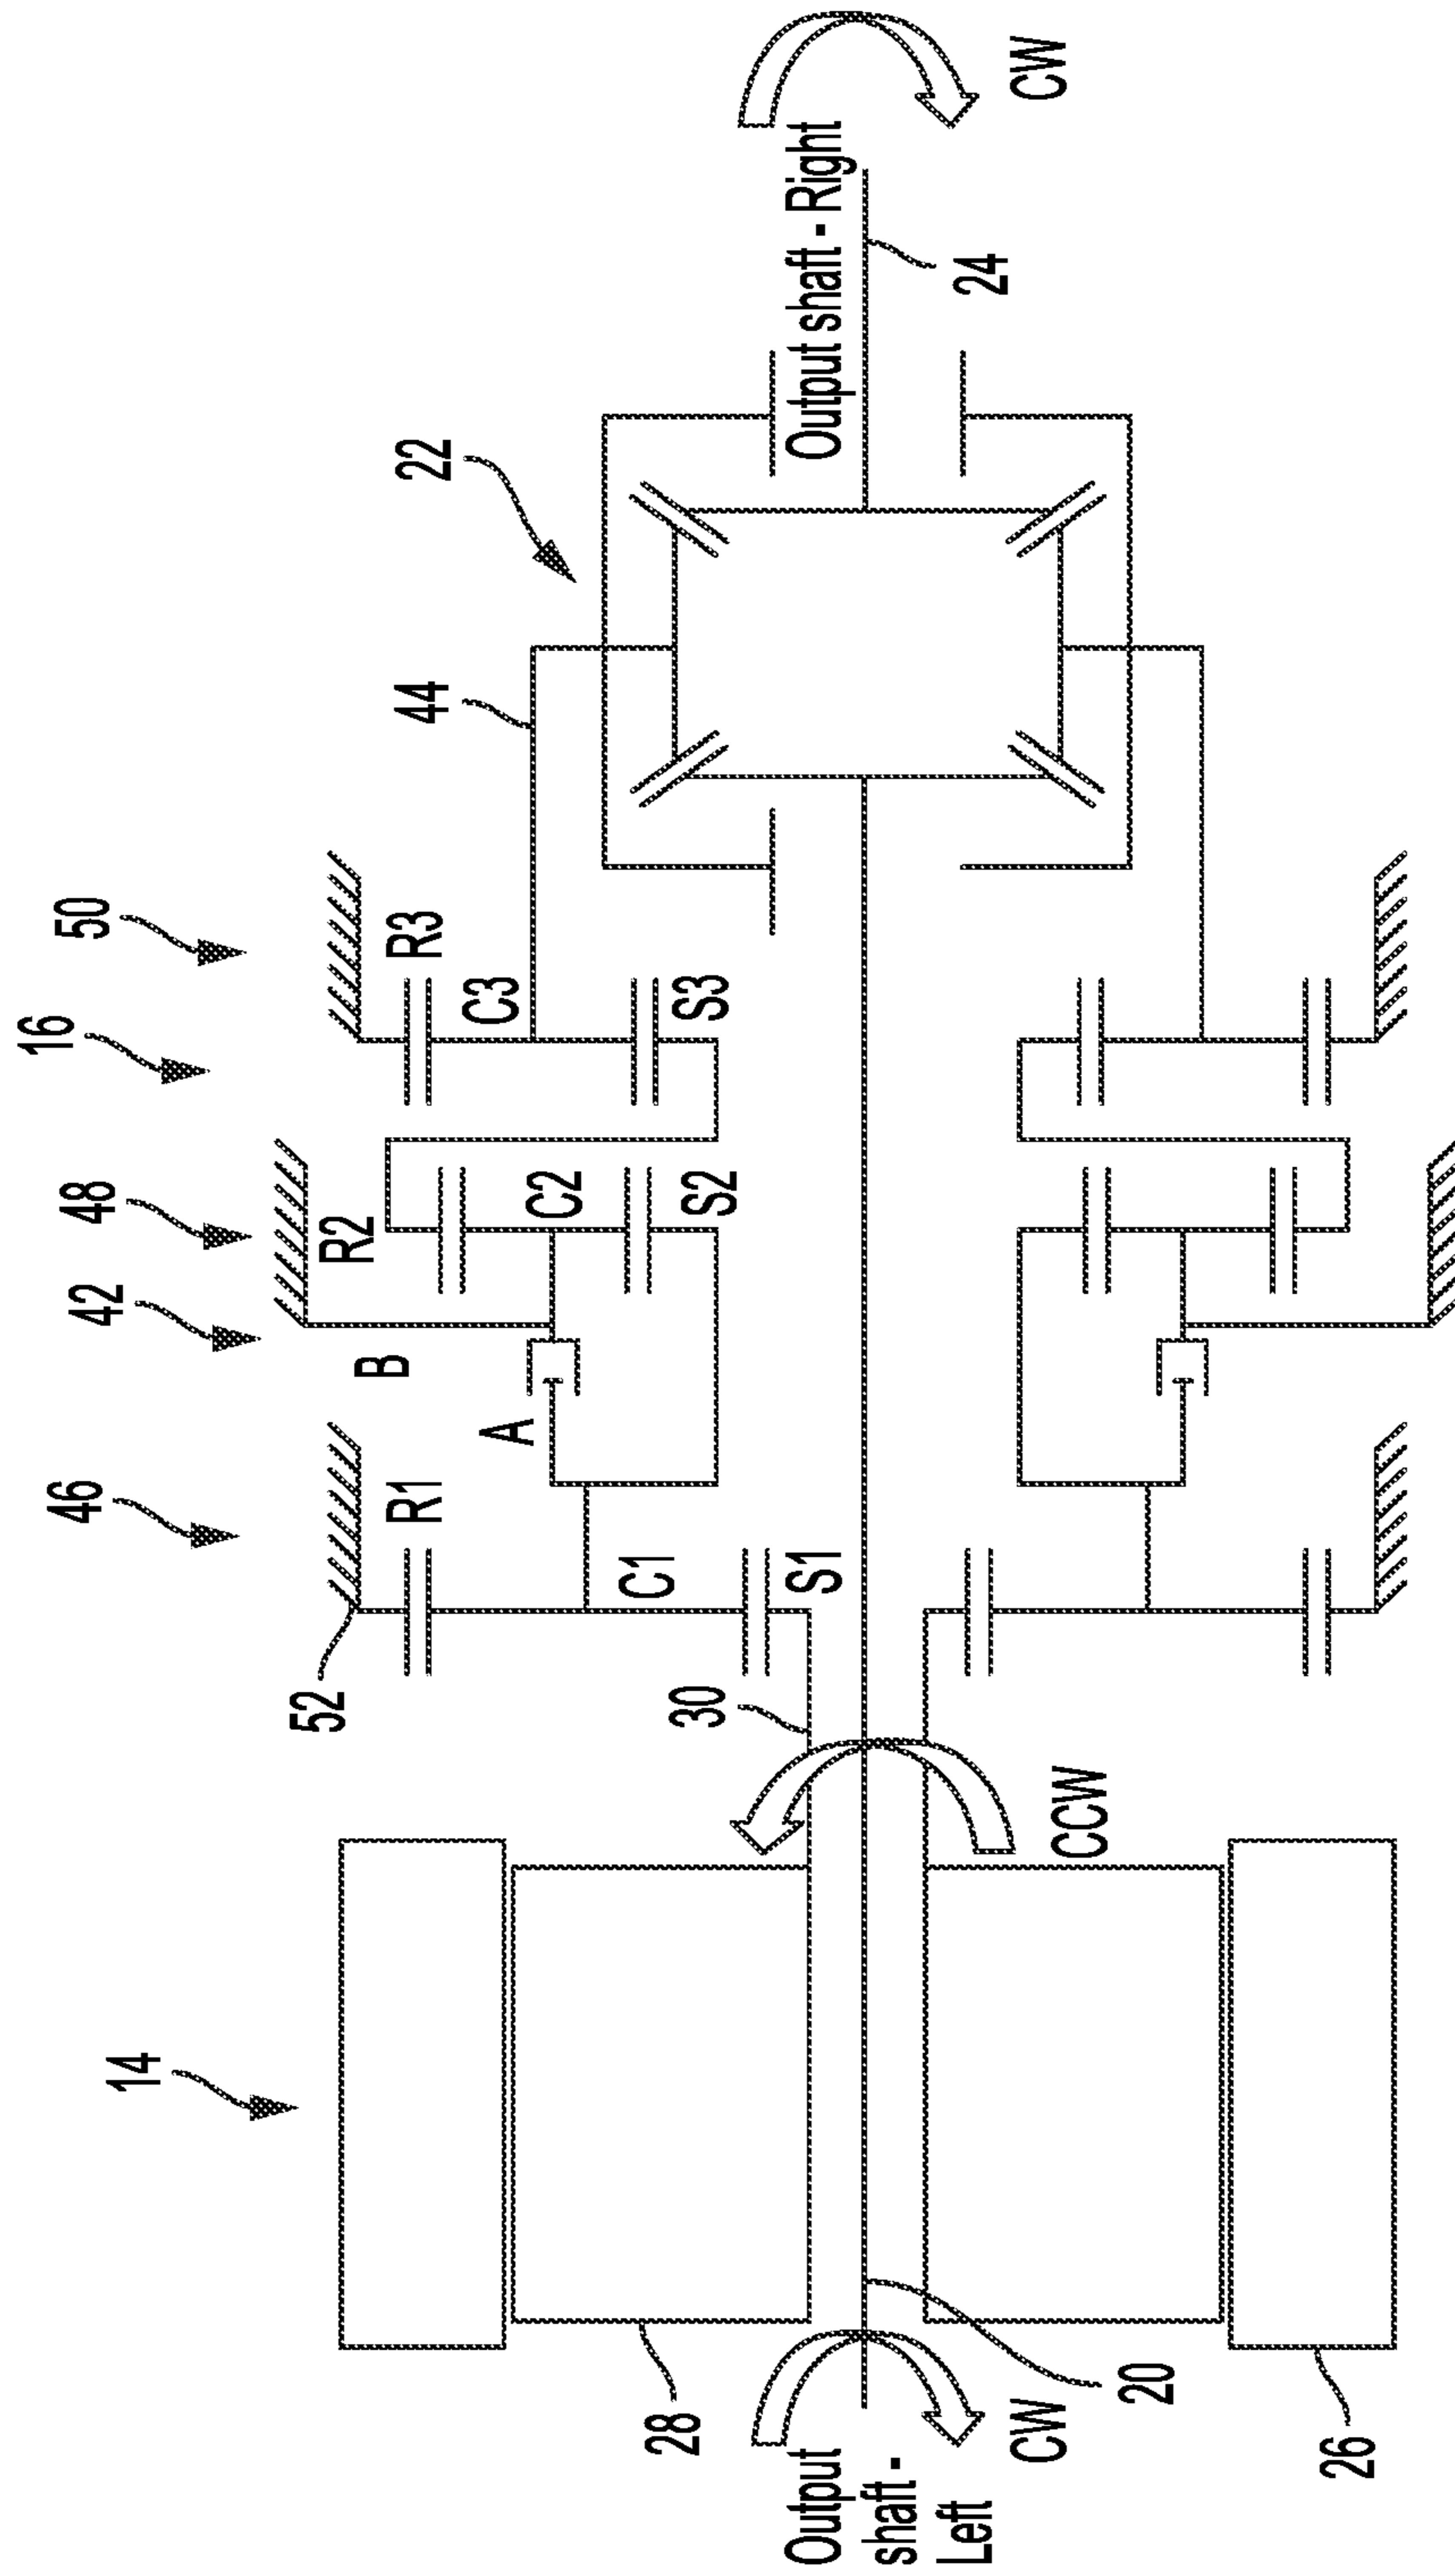 14
46
42
48
16
50
52
R1
A
B
R2
C2
S2
R3
C3
S3
44
22
C1
S1
30
28
Output
shaft -
Left
CW
20
26
CCW
Output shaft - Right
24
CW